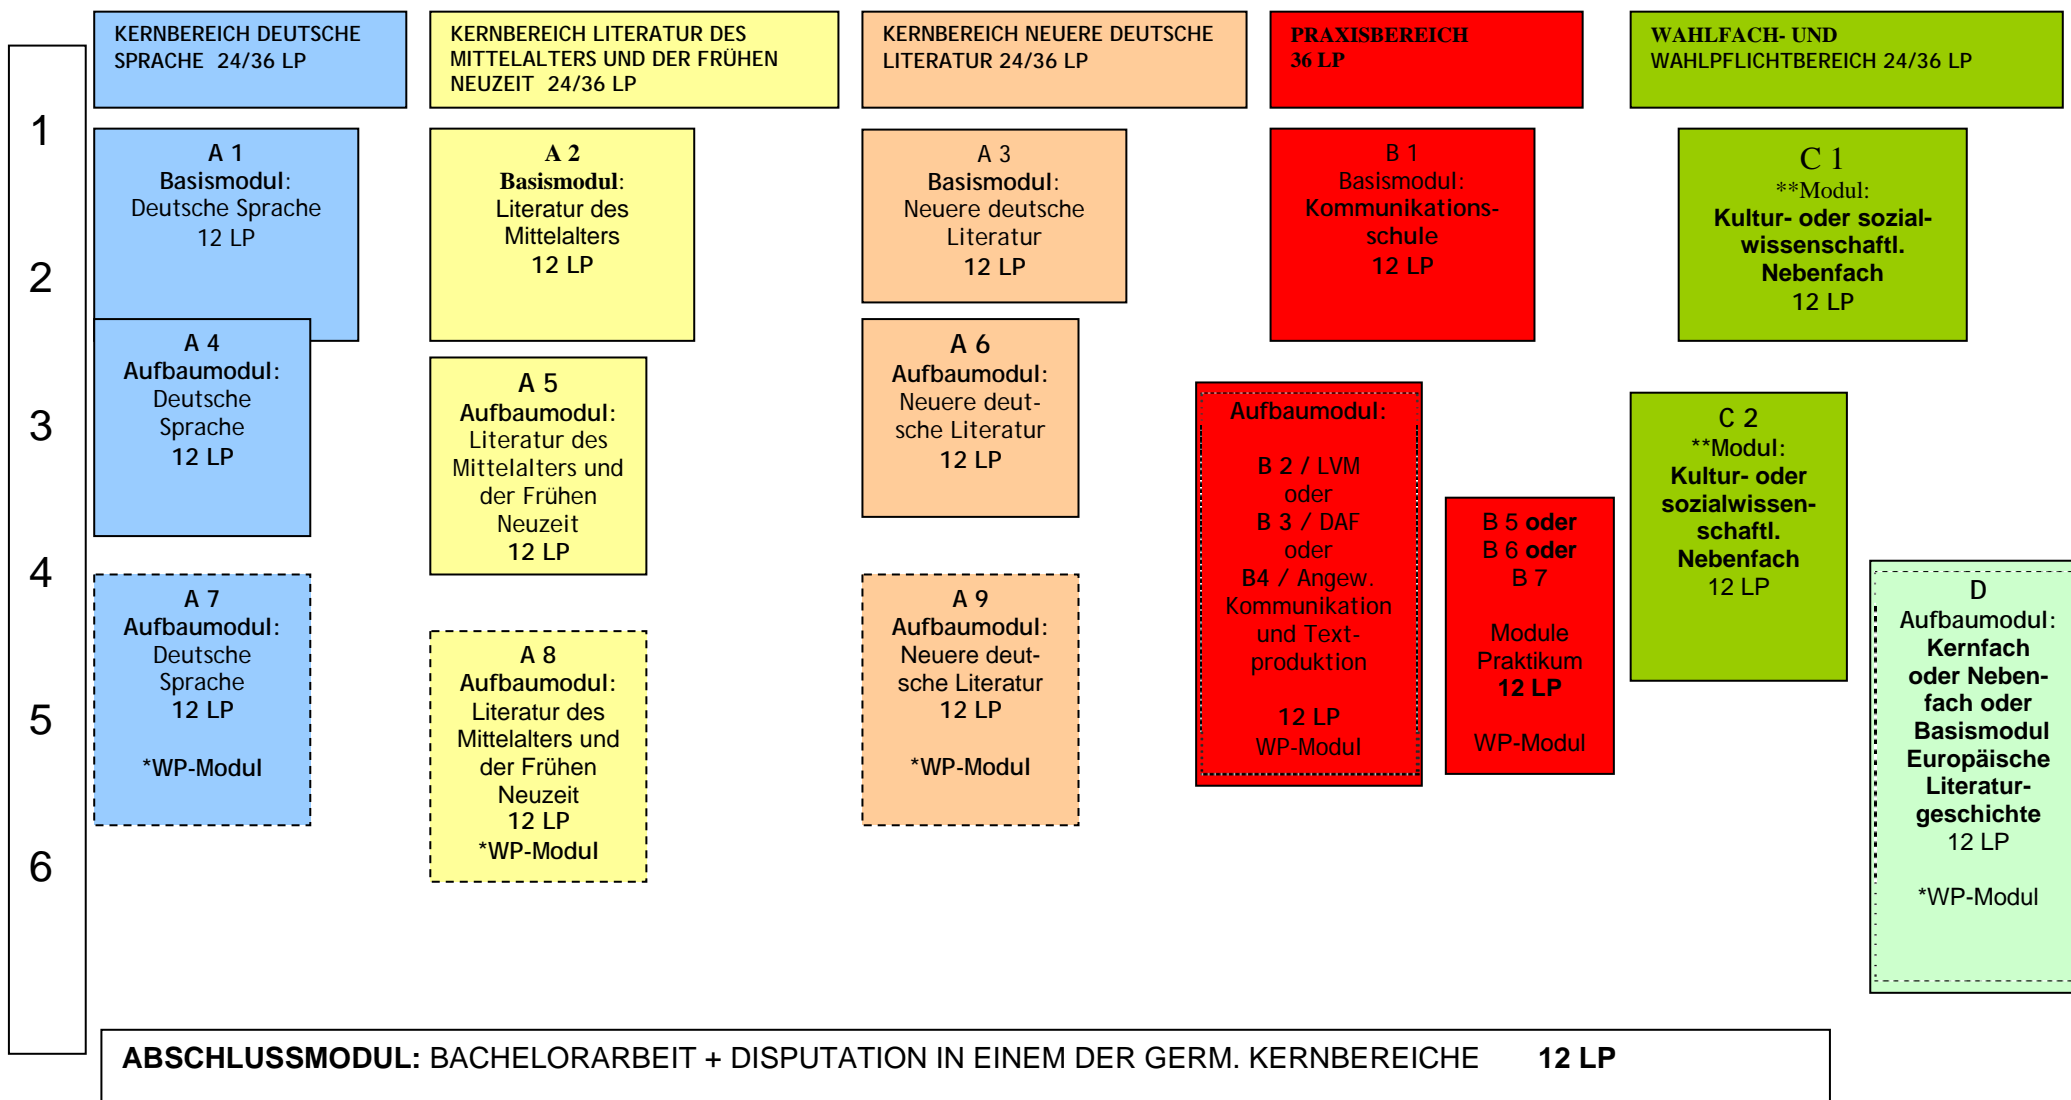 KERNBEREICH DEUTSCHE
SPRACHE 24/36 LP
KERNBEREICH LITERATUR DES
MITTELALTERS UND DER FRÜHEN
NEUZEIT 24/36 LP
KERNBEREICH NEUERE DEUTSCHE
LITERATUR 24/36 LP
PRAXISBEREICH
36 LP
WAHLFACH- UND
WAHLPFLICHTBEREICH 24/36 LP
1
2
3
4
5
6
A 1
Basismodul:
Deutsche Sprache
12 LP
A 2
Basismodul:
Literatur des
Mittelalters
12 LP
A 3
Basismodul:
Neuere deutsche
Literatur
12 LP
B 1
Basismodul:
Kommunikations-
schule
12 LP
C 1
**Modul:
Kultur- oder sozial-
wissenschaftl.
Nebenfach
12 LP
A 4
Aufbaumodul:
Deutsche
Sprache
12 LP
A 5
Aufbaumodul:
Literatur des
Mittelalters und
der Frühen
Neuzeit
12 LP
A 6
Aufbaumodul:
Neuere deut-
sche Literatur
12 LP
Aufbaumodul:
B 2 / LVM
oder
B 3 / DAF
oder
B4 / Angew.
Kommunikation
und Text-
produktion
12 LP
WP-Modul
B 5 oder
B 6 oder
B 7
Module
Praktikum
12 LP
WP-Modul
C 2
**Modul:
Kultur- oder
sozialwissen-
schaftl.
Nebenfach
12 LP
A 7
Aufbaumodul:
Deutsche
Sprache
12 LP
*WP-Modul
A 8
Aufbaumodul:
Literatur des
Mittelalters und
der Frühen
Neuzeit
12 LP
*WP-Modul
A 9
Aufbaumodul:
Neuere deut-
sche Literatur
12 LP
*WP-Modul
D
Aufbaumodul:
Kernfach
oder Neben-
fach oder
Basismodul
Europäische
Literatur-
geschichte
12 LP
*WP-Modul
ABSCHLUSSMODUL: BACHELORARBEIT + DISPUTATION IN EINEM DER GERM. KERNBEREICHE 12 LP